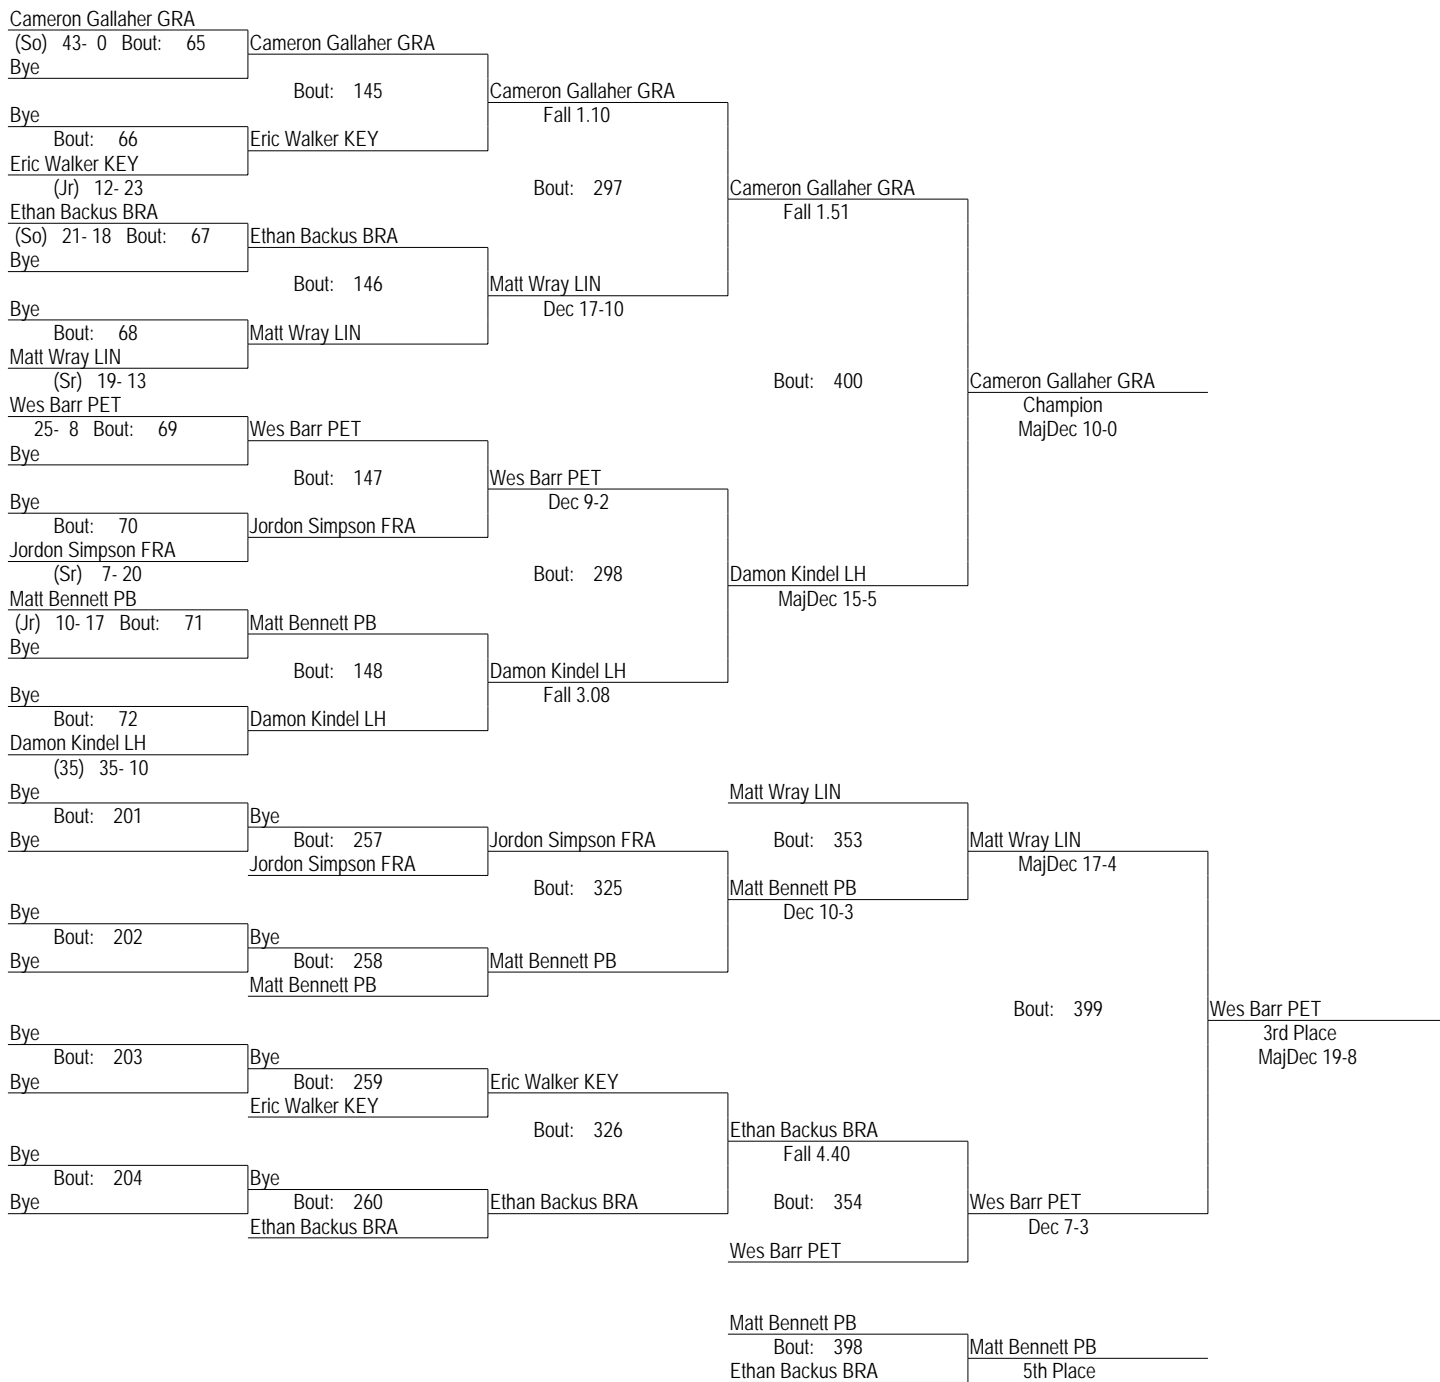 Cameron Gallaher GRA
(So) 43- 0 Bout: 65
Bye
Cameron Gallaher GRA
Bout: 145
Bye
Bout: 66
Eric Walker KEY
(Jr) 12- 23
Eric Walker KEY
Cameron Gallaher GRA
Fall 1.10
Bout: 297
Ethan Backus BRA
(So) 21- 18 Bout: 67
Bye
Ethan Backus BRA
Bout: 146
Bye
Bout: 68
Matt Wray LIN
(Sr) 19- 13
Matt Wray LIN
Matt Wray LIN
Dec 17-10
Cameron Gallaher GRA
Fall 1.51
Bout: 400
Wes Barr PET
25- 8 Bout: 69
Bye
Wes Barr PET
Bout: 147
Bye
Bout: 70
Jordon Simpson FRA
(Sr) 7- 20
Jordon Simpson FRA
Wes Barr PET
Dec 9-2
Bout: 298
Matt Bennett PB
(Jr) 10- 17 Bout: 71
Bye
Matt Bennett PB
Bout: 148
Bye
Bout: 72
Damon Kindel LH
(35) 35- 10
Damon Kindel LH
Damon Kindel LH
Fall 3.08
Damon Kindel LH
MajDec 15-5
Cameron Gallaher GRA
Champion
MajDec 10-0
Bye
Bout: 201
Bye
Bye
Bout: 257
Jordon Simpson FRA
Jordon Simpson FRA
Bout: 325
Bye
Bout: 202
Bye
Bye
Bout: 258
Matt Bennett PB
Matt Bennett PB
Matt Wray LIN
Bout: 353
Matt Bennett PB
Dec 10-3
Matt Wray LIN
MajDec 17-4
Bout: 399
Bye
Bout: 203
Bye
Bye
Bout: 259
Eric Walker KEY
Eric Walker KEY
Bout: 326
Bye
Bout: 204
Bye
Bye
Bout: 260
Ethan Backus BRA
Ethan Backus BRA
Ethan Backus BRA
Fall 4.40
Bout: 354
Wes Barr PET
Wes Barr PET
Dec 7-3
Wes Barr PET
3rd Place
MajDec 19-8
Matt Bennett PB
Bout: 398
Ethan Backus BRA
Matt Bennett PB
5th Place